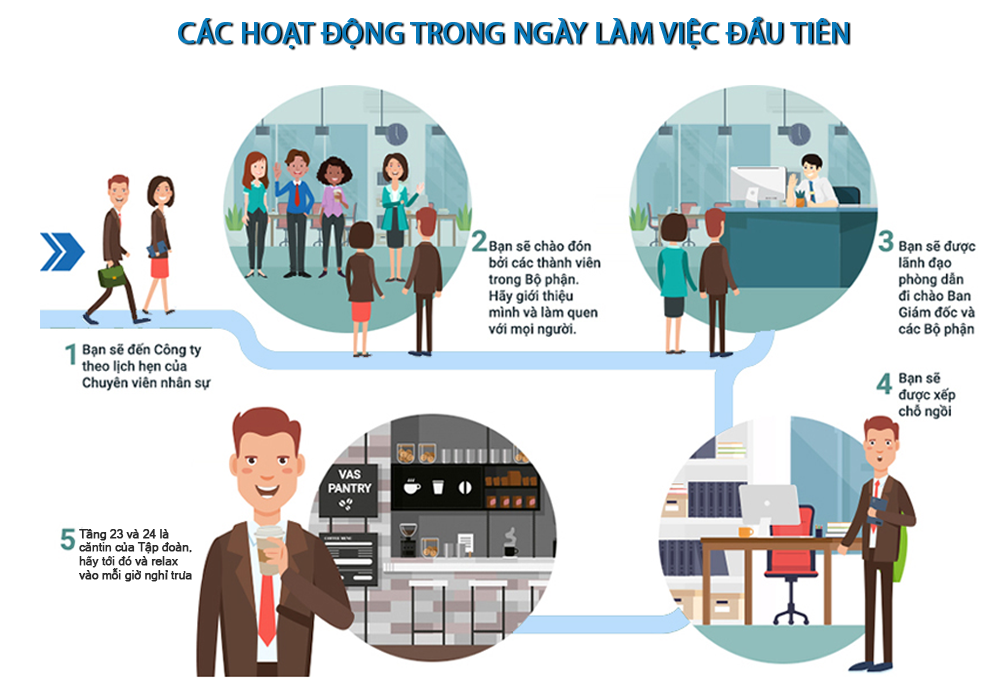 CÁC HOẠT ĐỘNG TRONG NGÀY LÀM VIỆC ĐẦU TIÊN
1 Bạn sẽ đến Công ty
theo lịch hẹn của
Chuyên viên nhân sự
2 Bạn sẽ chào đón
bởi các thành viên
trong Bộ phận.
Hãy giới thiệu
mình và làm quen
với mọi người.
3 Bạn sẽ được
lãnh đạo
phòng dẫn
đi chào Ban
Giám đốc và
các Bộ phận
4 Bạn sẽ
được xếp
chỗ ngồi
5 Tầng 23 và 24 là
căntin của Tập đoàn,
hãy tới đó và relax
vào mỗi giờ nghỉ trưa
VAS
PANTRY
COFFEE MENU